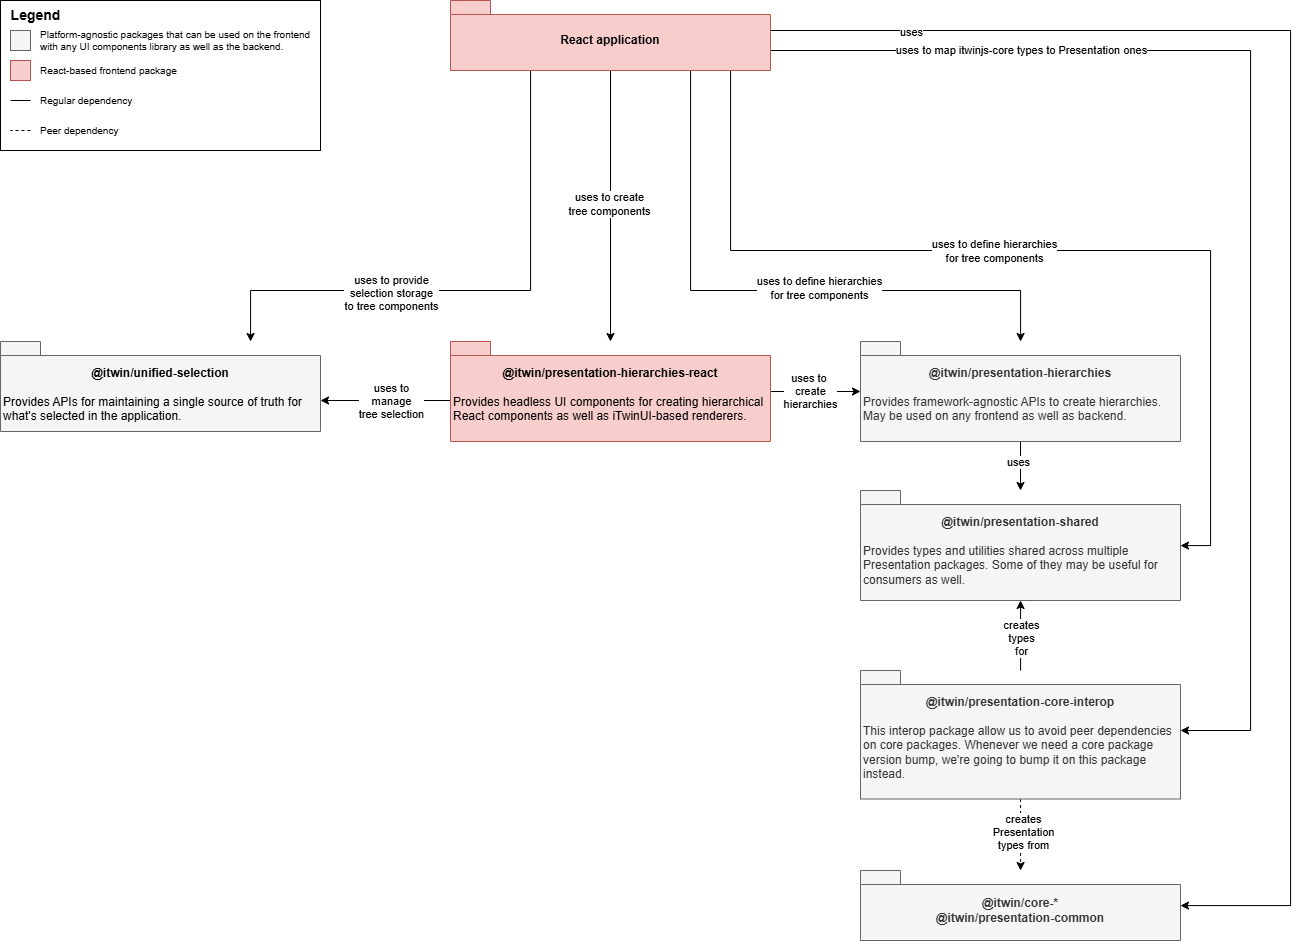 Legend
Platform-agnostic packages that can be used on the frontend
with any UI components library as well as the backend.
React-based frontend package
Regular dependency
Peer dependency
React application
uses
uses to map itwinjs-core types to Presentation ones
uses to create
tree components
uses to define hierarchies
for tree components
uses to provide
selection storage
to tree components
uses to define hierarchies
for tree components
@itwin/unified-selection
Provides APIs for maintaining a single source of truth for
what's selected in the application.
uses to
manage
tree selection
@itwin/presentation-hierarchies-react
Provides headless UI components for creating hierarchical
React components as well as iTwinUI-based renderers.
uses to
create
hierarchies
@itwin/presentation-hierarchies
Provides framework-agnostic APIs to create hierarchies.
May be used on any frontend as well as backend.
uses
@itwin/presentation-shared
Provides types and utilities shared across multiple
Presentation packages. Some of they may be useful for
consumers as well.
creates
types
for
@itwin/presentation-core-interop
This interop package allow us to avoid peer dependencies
on core packages. Whenever we need a core package
version bump, we're going to bump it on this package
instead.
creates
Presentation
types from
@itwin/core-*
@itwin/presentation-common